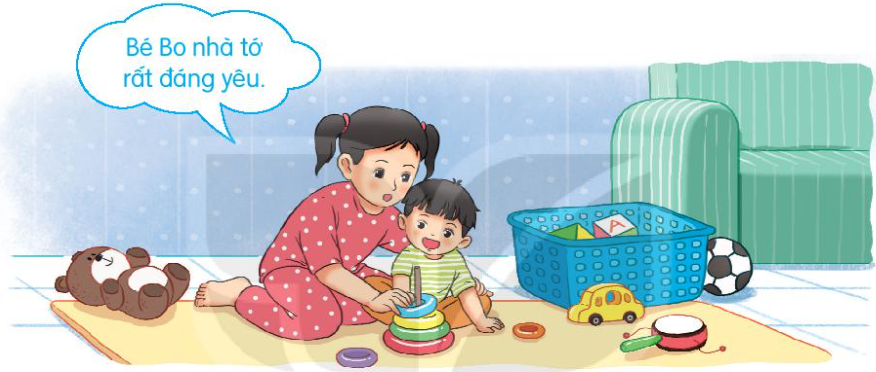 Bé Bo nhà tớ
rất đáng yêu.
A